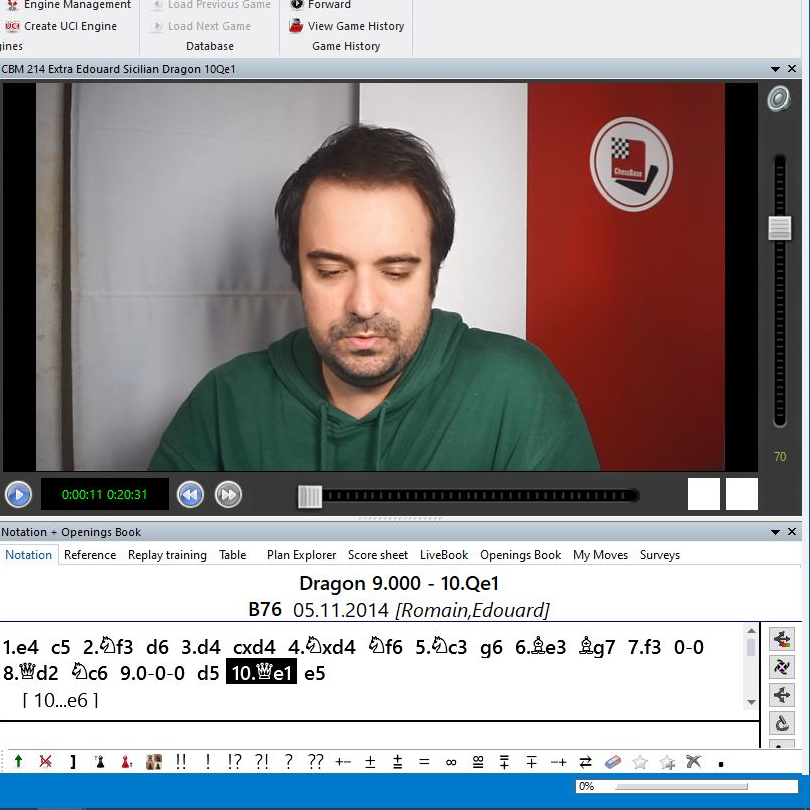 Engine Management
Load Previous Game
Forward
UCI Create UCI Engine
Load Next Game
View Game History
ines
Database
Game History
CBM 214 Extra Edouard Sicilian Dragon 10Qe1
ChessBase
70
0:00:11 0:20:31
Notation + Openings Book
Notation Reference Replay training Table Plan Explorer Score sheet LiveBook Openings Book My Moves Surveys
Dragon 9.000 - 10.Qe1
B76 05.11.2014 [Romain,Edouard]
1.e4 c5 2.♘f3 d6 3.d4 cxd4 4.♘xd4 ♘f6 5.♘c3 g6 6.♗e3 ♗g7 7.f3 0-0
8.♕d2 ♘c6 9.0-0-0 d5 10.♕e1 e5
[ 10...e6 ]
] !! ! !? ?! ? ?? +− ± ⩲ = ∞ ⯹ ⩱ ∓ −+ ⇄
0%